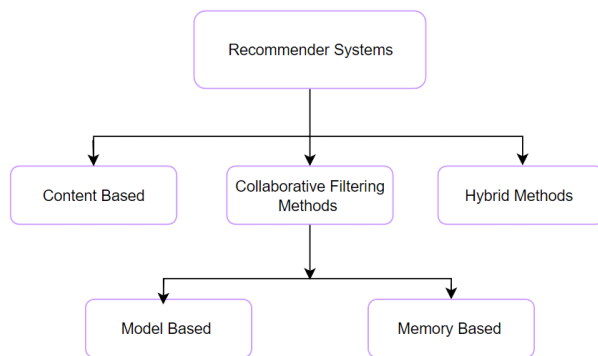 Recommender Systems
Content Based
Collaborative Filtering
Methods
Hybrid Methods
Model Based
Memory Based